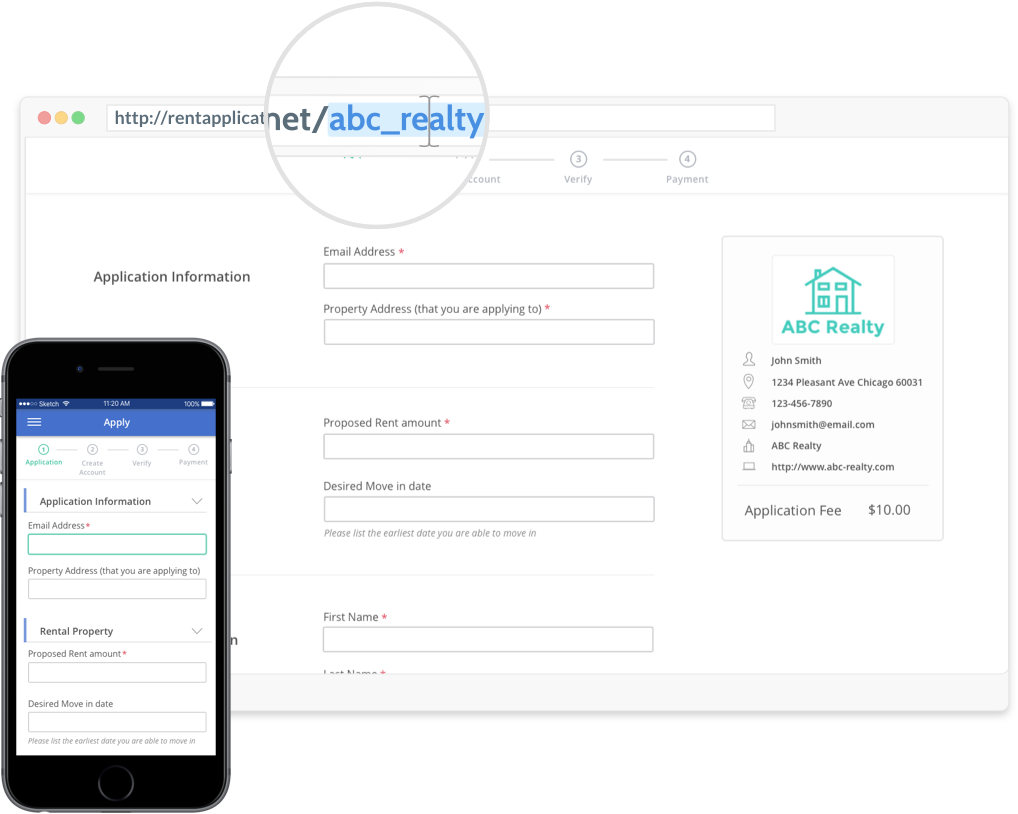 http://rentapplicat
net/abc_realty
ccount
3
Verify
4
Payment
Application Information
Email Address *
Property Address (that you are applying to) *
Proposed Rent amount *
Desired Move in date
Please list the earliest date you are able to move in
First Name *
Last Name *
ABC Realty
John Smith
1234 Pleasant Ave Chicago 60031
123-456-7890
johnsmith@email.com
ABC Realty
http://www.abc-realty.com
Application Fee $10.00
Sketch 11:20 AM 100%
Apply
1 2 3 4
Application Create Account Verify Payment
Application Information
Email Address*
Property Address (that you are applying to)
Rental Property
Proposed Rent amount*
Desired Move in date
Please list the earliest date you are able to move in